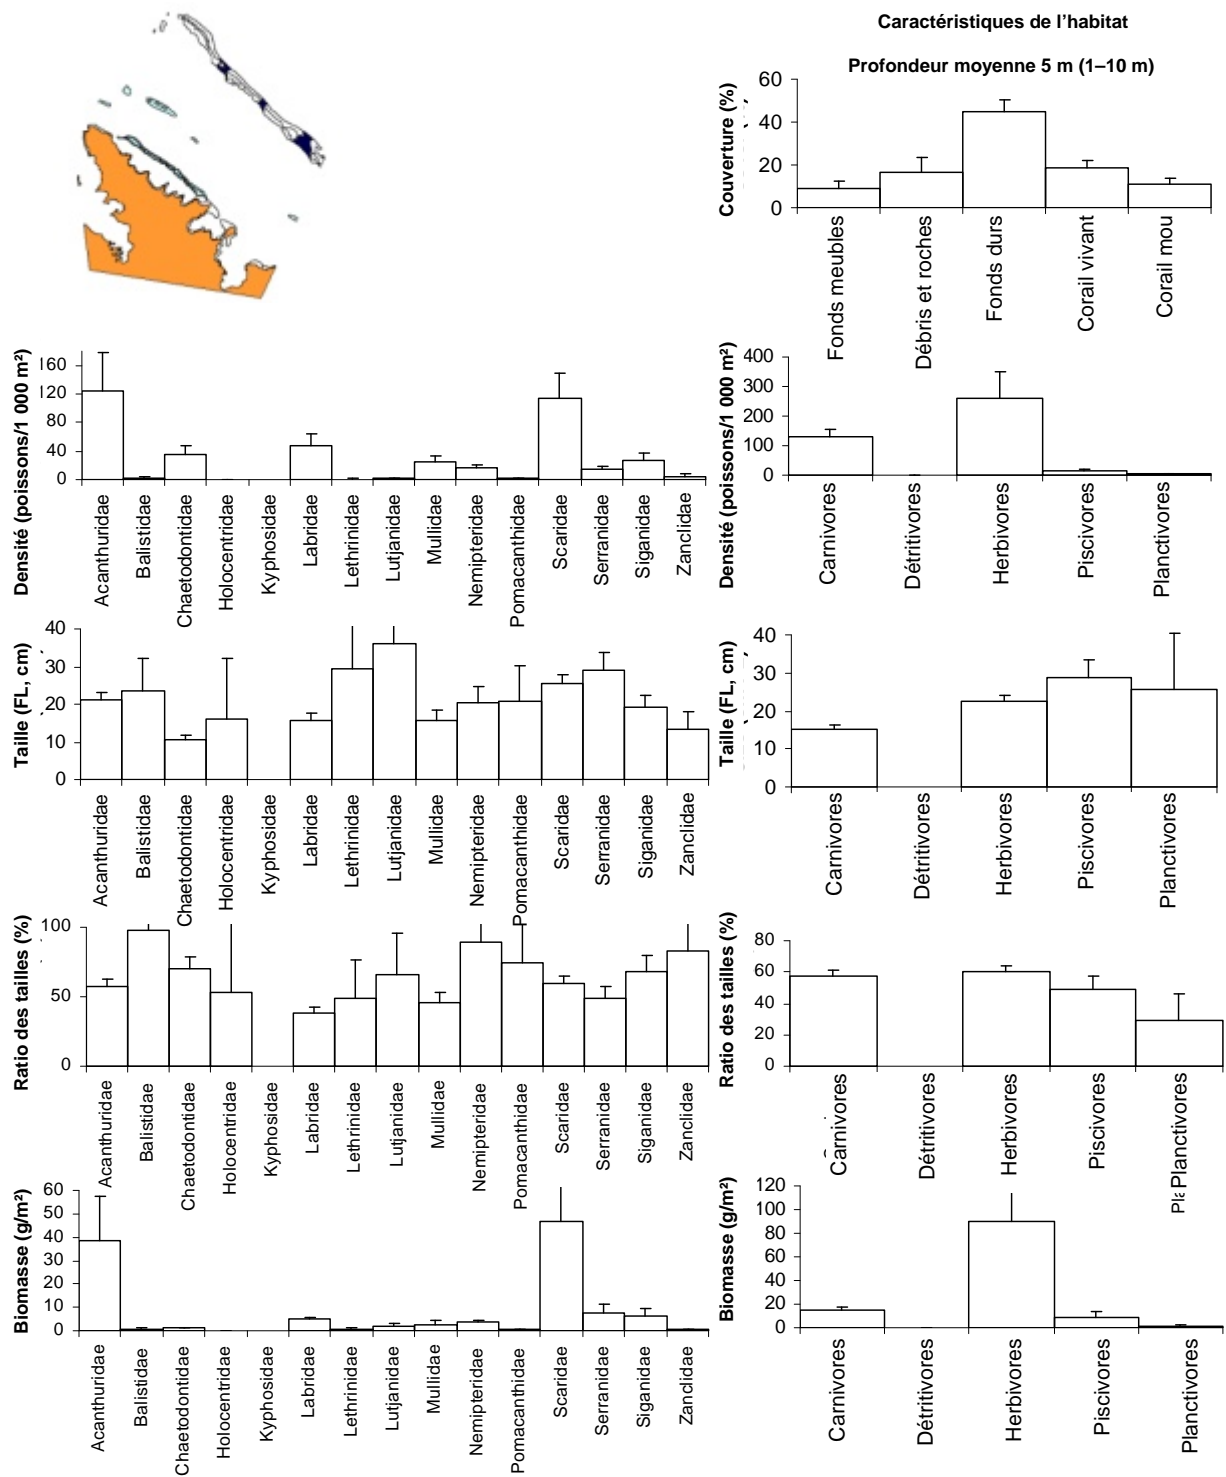 Caractéristiques de l'habitat
Profondeur moyenne 5 m (1–10 m)
Couverture (%)
60
40
20
0
Fonds meubles
Débris et roches
Fonds durs
Corail vivant
Corail mou
Densité (poissons/1 000 m²)
160
120
80
40
0
Acanthuridae
Balistidae
Chaetodontidae
Holocentridae
Kyphosidae
Labridae
Lethrinidae
Lutjanidae
Mullidae
Nemipteridae
Pomacanthidae
Scaridae
Serranidae
Siganidae
Zanclidae
Densité (poissons/1 000 m²)
400
300
200
100
0
Carnivores
Détritivores
Herbivores
Piscivores
Planctivores
Taille (FL, cm)
40
30
20
10
0
Acanthuridae
Balistidae
Chaetodontidae
Holocentridae
Kyphosidae
Labridae
Lethrinidae
Lutjanidae
Mullidae
Nemipteridae
Pomacanthidae
Scaridae
Serranidae
Siganidae
Zanclidae
Taille (FL, cm)
40
30
20
10
0
Carnivores
Détritivores
Herbivores
Piscivores
Planctivores
Ratio des tailles (%)
100
50
0
Acanthuridae
Balistidae
Chaetodontidae
Holocentridae
Kyphosidae
Labridae
Lethrinidae
Lutjanidae
Mullidae
Nemipteridae
Pomacanthidae
Scaridae
Serranidae
Siganidae
Zanclidae
Ratio des tailles (%)
80
60
40
20
0
Carnivores
Détritivores
Herbivores
Piscivores
Planctivores
Biomasse (g/m²)
60
50
40
30
20
10
0
Acanthuridae
Balistidae
Chaetodontidae
Holocentridae
Kyphosidae
Labridae
Lethrinidae
Lutjanidae
Mullidae
Nemipteridae
Pomacanthidae
Scaridae
Serranidae
Siganidae
Zanclidae
Biomasse (g/m²)
120
100
80
60
40
20
0
Carnivores
Détritivores
Herbivores
Piscivores
Planctivores